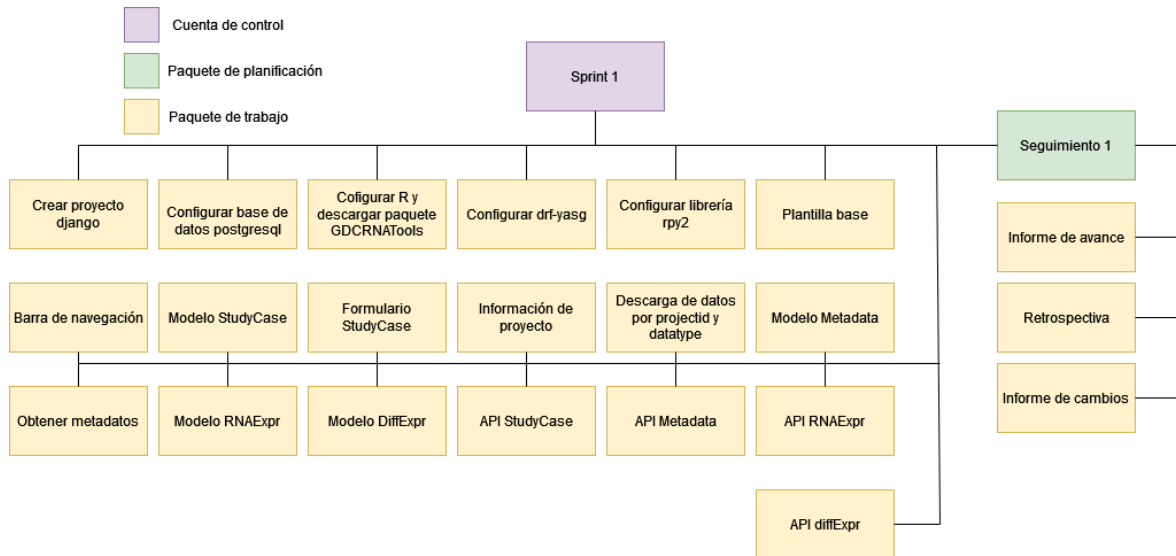 Cuenta de control
Paquete de planificación
Paquete de trabajo
Sprint 1
Seguimiento 1
Crear proyecto
django
Configurar base de
datos postgresql
Cofigurar R y
descargar paquete
GDCRNATools
Configurar drf-yasg
Configurar librería
rpy2
Plantilla base
Informe de avance
Barra de navegación
Modelo StudyCase
Formulario
StudyCase
Información de
proyecto
Descarga de datos
por projectid y
datatype
Modelo Metadata
Retrospectiva
Obtener metadatos
Modelo RNAExpr
Modelo DiffExpr
API StudyCase
API Metadata
API RNAExpr
Informe de cambios
API diffExpr